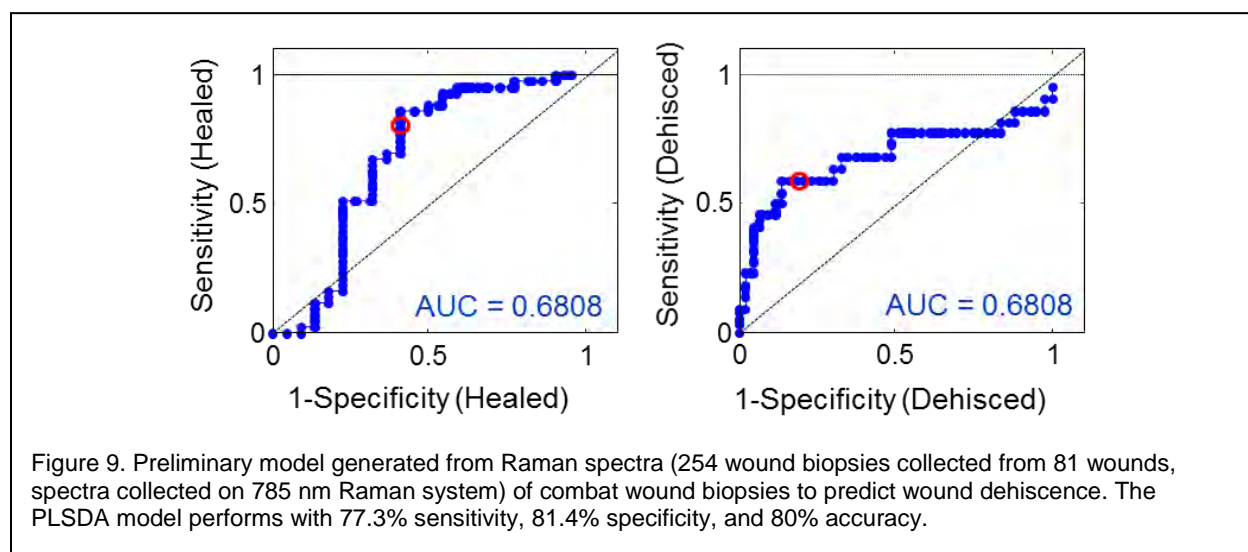 Sensitivity (Healed)
1
0.5
0
0
0.5
1
AUC = 0.6808
1-Specificity (Healed)
Sensitivity (Dehisced)
1
0.5
0
0
0.5
1
AUC = 0.6808
1-Specificity (Dehisced)
Figure 9. Preliminary model generated from Raman spectra (254 wound biopsies collected from 81 wounds,
spectra collected on 785 nm Raman system) of combat wound biopsies to predict wound dehiscence. The
PLSDA model performs with 77.3% sensitivity, 81.4% specificity, and 80% accuracy.